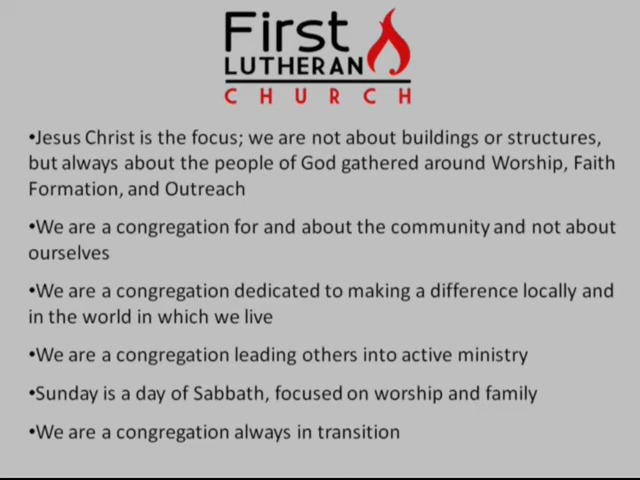 First
LUTHERAN
CHURCH
•Jesus Christ is the focus; we are not about buildings or structures,
but always about the people of God gathered around Worship, Faith
Formation, and Outreach
•We are a congregation for and about the community and not about
ourselves
•We are a congregation dedicated to making a difference locally and
in the world in which we live
•We are a congregation leading others into active ministry
•Sunday is a day of Sabbath, focused on worship and family
•We are a congregation always in transition